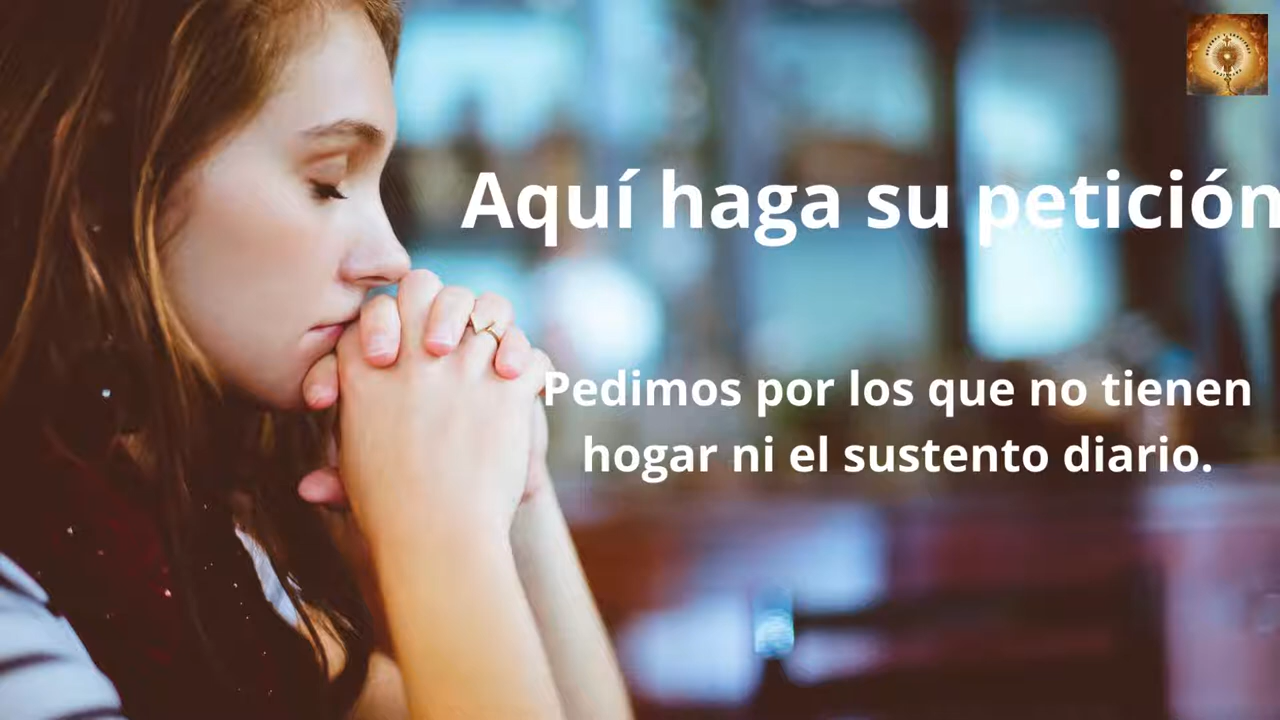 Aquí haga su petición
Pedimos por los que no tienen
hogar ni el sustento diario.